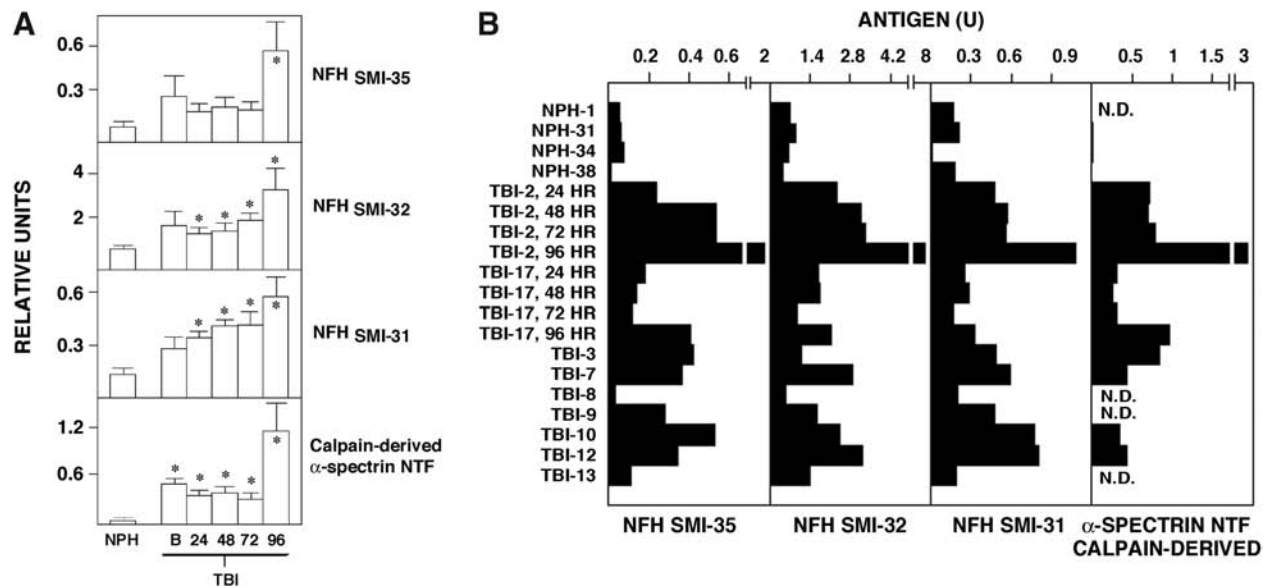 A
RELATIVE UNITS
0.6
0.3
NFH SMI-35
*
4
2
NFH SMI-32
* * * *
0.6
0.3
NFH SMI-31
* * * *
1.2
0.6
Calpain-derived
α-spectrin NTF
* * * * *
NPH B 24 48 72 96
TBI
B
ANTIGEN (U)
0.2 0.4 0.6 2 1.4 2.8 4.2 8 0.3 0.6 0.9 0.5 1 1.5 3
NPH-1 N.D.
NPH-31
NPH-34
NPH-38
TBI-2, 24 HR
TBI-2, 48 HR
TBI-2, 72 HR
TBI-2, 96 HR
TBI-17, 24 HR
TBI-17, 48 HR
TBI-17, 72 HR
TBI-17, 96 HR
TBI-3
TBI-7
TBI-8 N.D.
TBI-9 N.D.
TBI-10
TBI-12
TBI-13 N.D.
NFH SMI-35 NFH SMI-32 NFH SMI-31 α-SPECTRIN NTF
CALPAIN-DERIVED